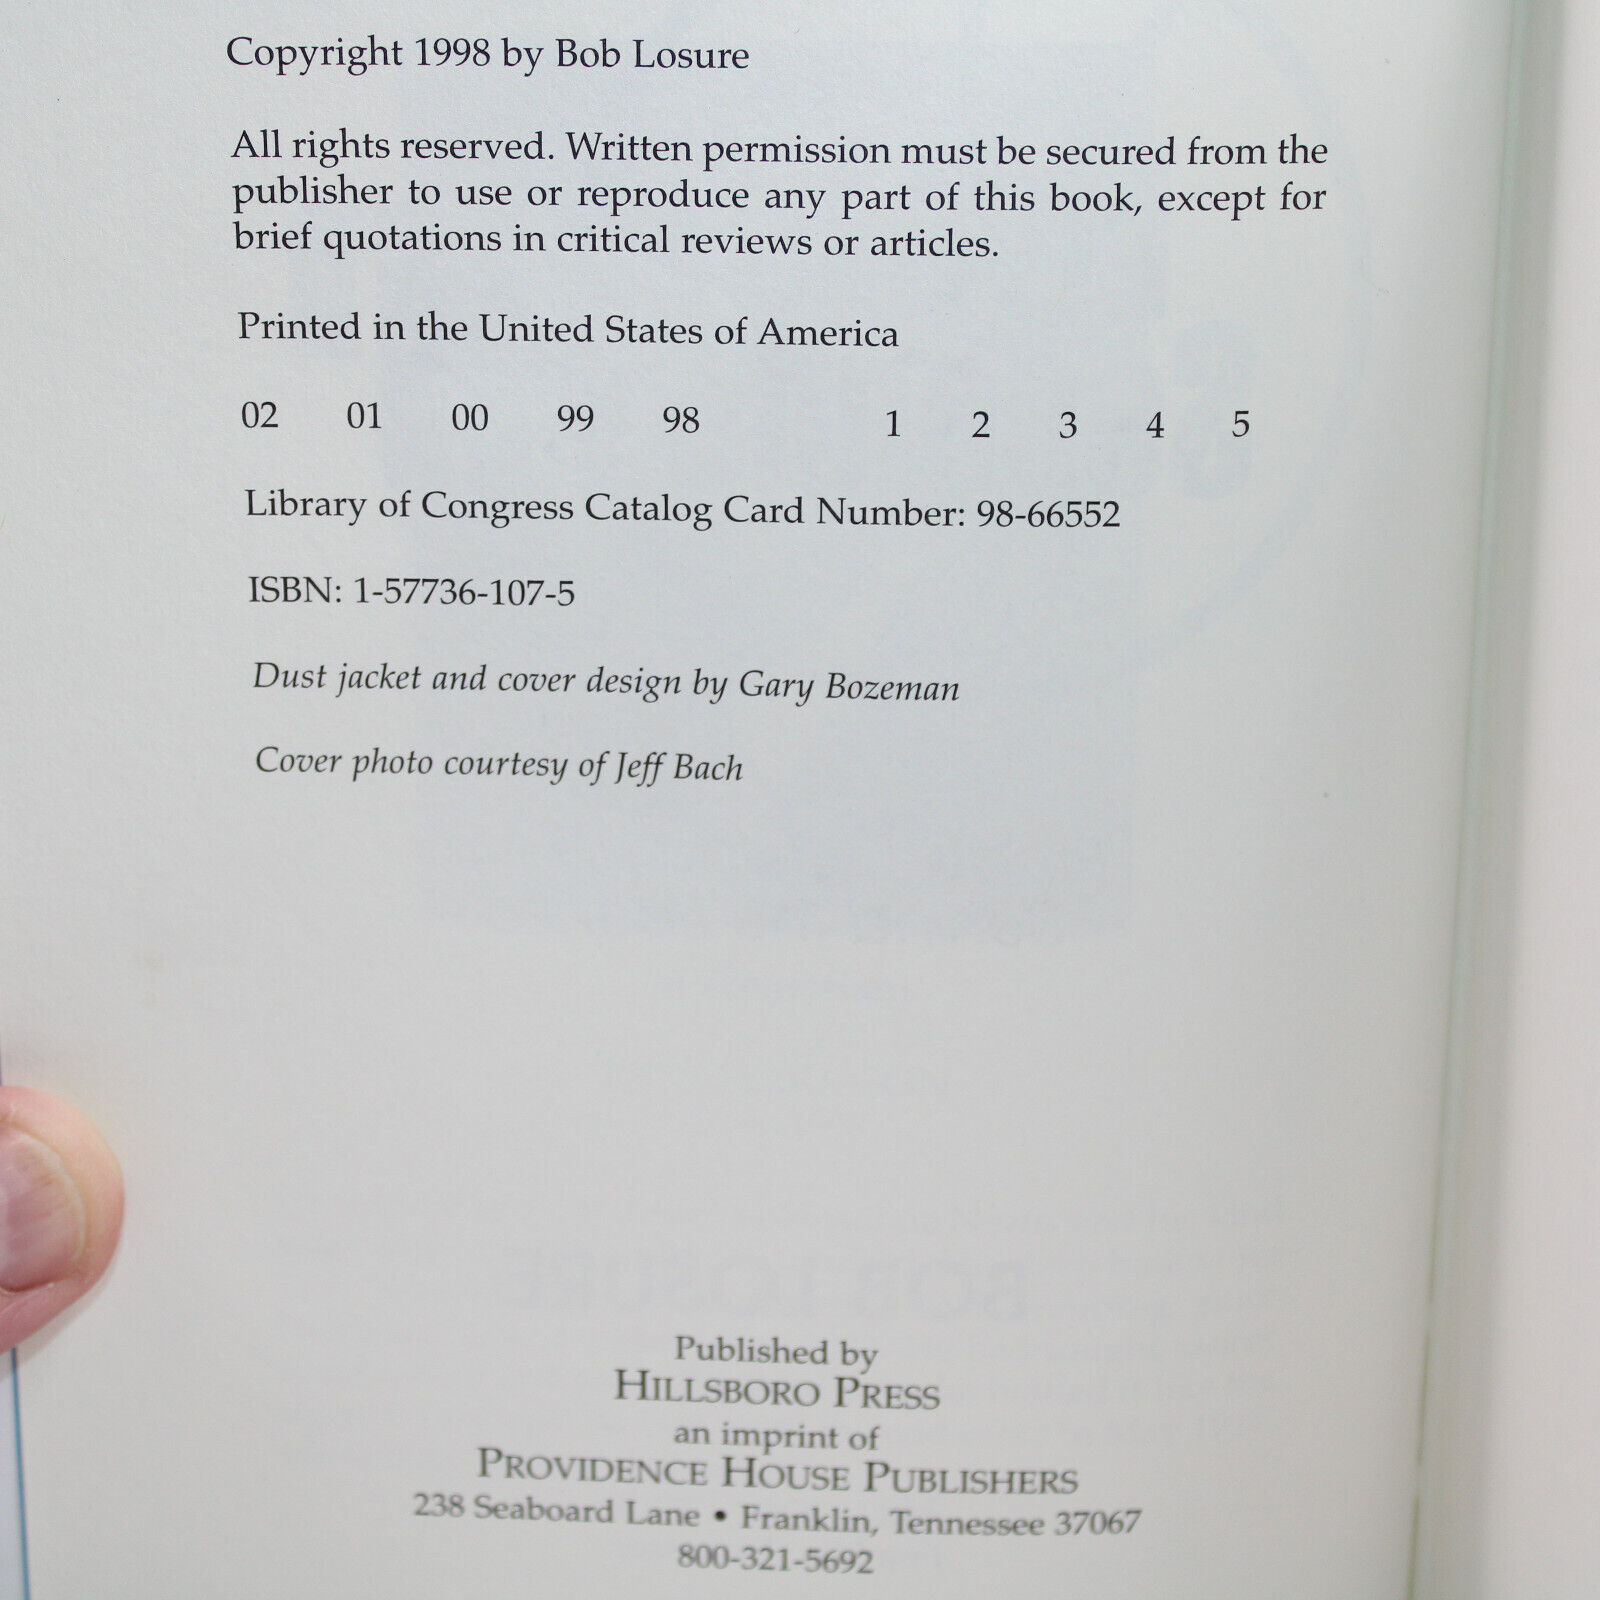 Copyright 1998 by Bob Losure
All rights reserved. Written permission must be secured from the
publisher to use or reproduce any part of this book, except for
brief quotations in critical reviews or articles.
Printed in the United States of America
02 01 00 99 98 1 2 3 4 5
Library of Congress Catalog Card Number: 98-66552
ISBN: 1-57736-107-5
Dust jacket and cover design by Gary Bozeman
Cover photo courtesy of Jeff Bach
Published by
HILLSBORO PRESS
an imprint of
PROVIDENCE HOUSE PUBLISHERS
238 Seaboard Lane • Franklin, Tennessee 37067
800-321-5692